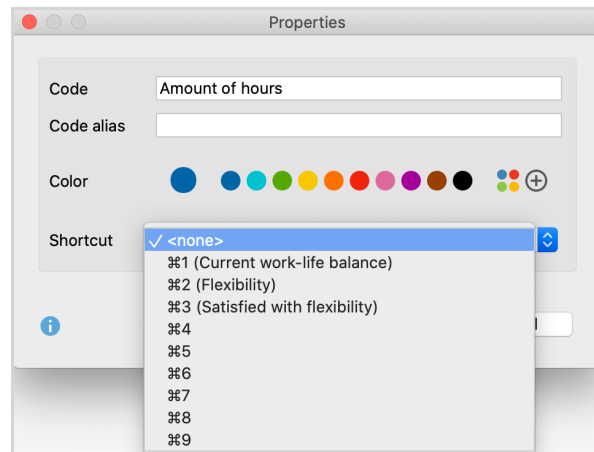 Properties
Code Amount of hours
Code alias
Color
Shortcut ✓ <none>
⌘1 (Current work-life balance)
⌘2 (Flexibility)
⌘3 (Satisfied with flexibility)
⌘4
⌘5
⌘6
⌘7
⌘8
⌘9